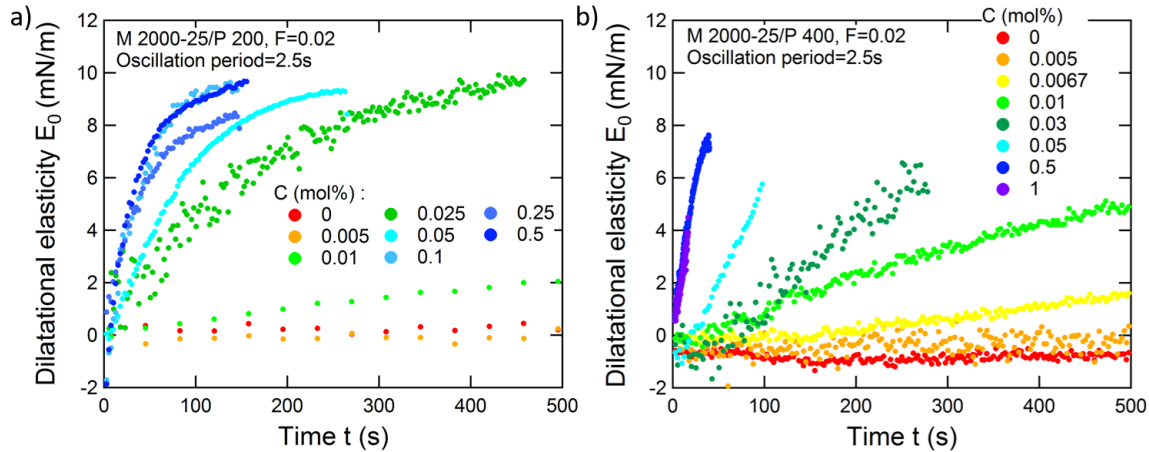 a)
M 2000-25/P 200, F=0.02
Oscillation period=2.5s
Dilatational elasticity E₀ (mN/m)
12
10
8
6
4
2
0
-2
C (mol%) :
0
0.005
0.01
0.025
0.05
0.1
0.25
0.5
0 100 200 300 400 500
Time t (s)
b)
M 2000-25/P 400, F=0.02
Oscillation period=2.5s
Dilatational elasticity E₀ (mN/m)
12
10
8
6
4
2
0
-2
C (mol%)
0
0.005
0.0067
0.01
0.03
0.05
0.5
1
0 100 200 300 400 500
Time t (s)